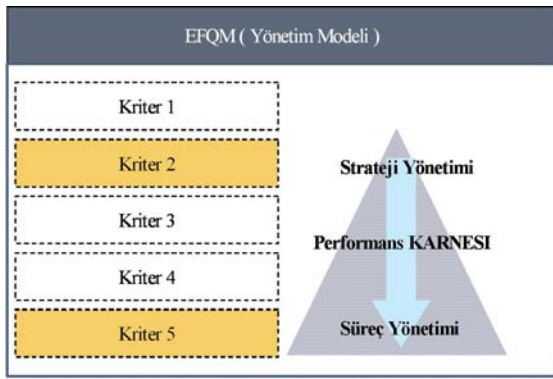 EFQM ( Yönetim Modeli )
Kriter 1
Kriter 2
Kriter 3
Kriter 4
Kriter 5
Strateji Yönetimi
Performans KARNESI
Süreç Yönetimi